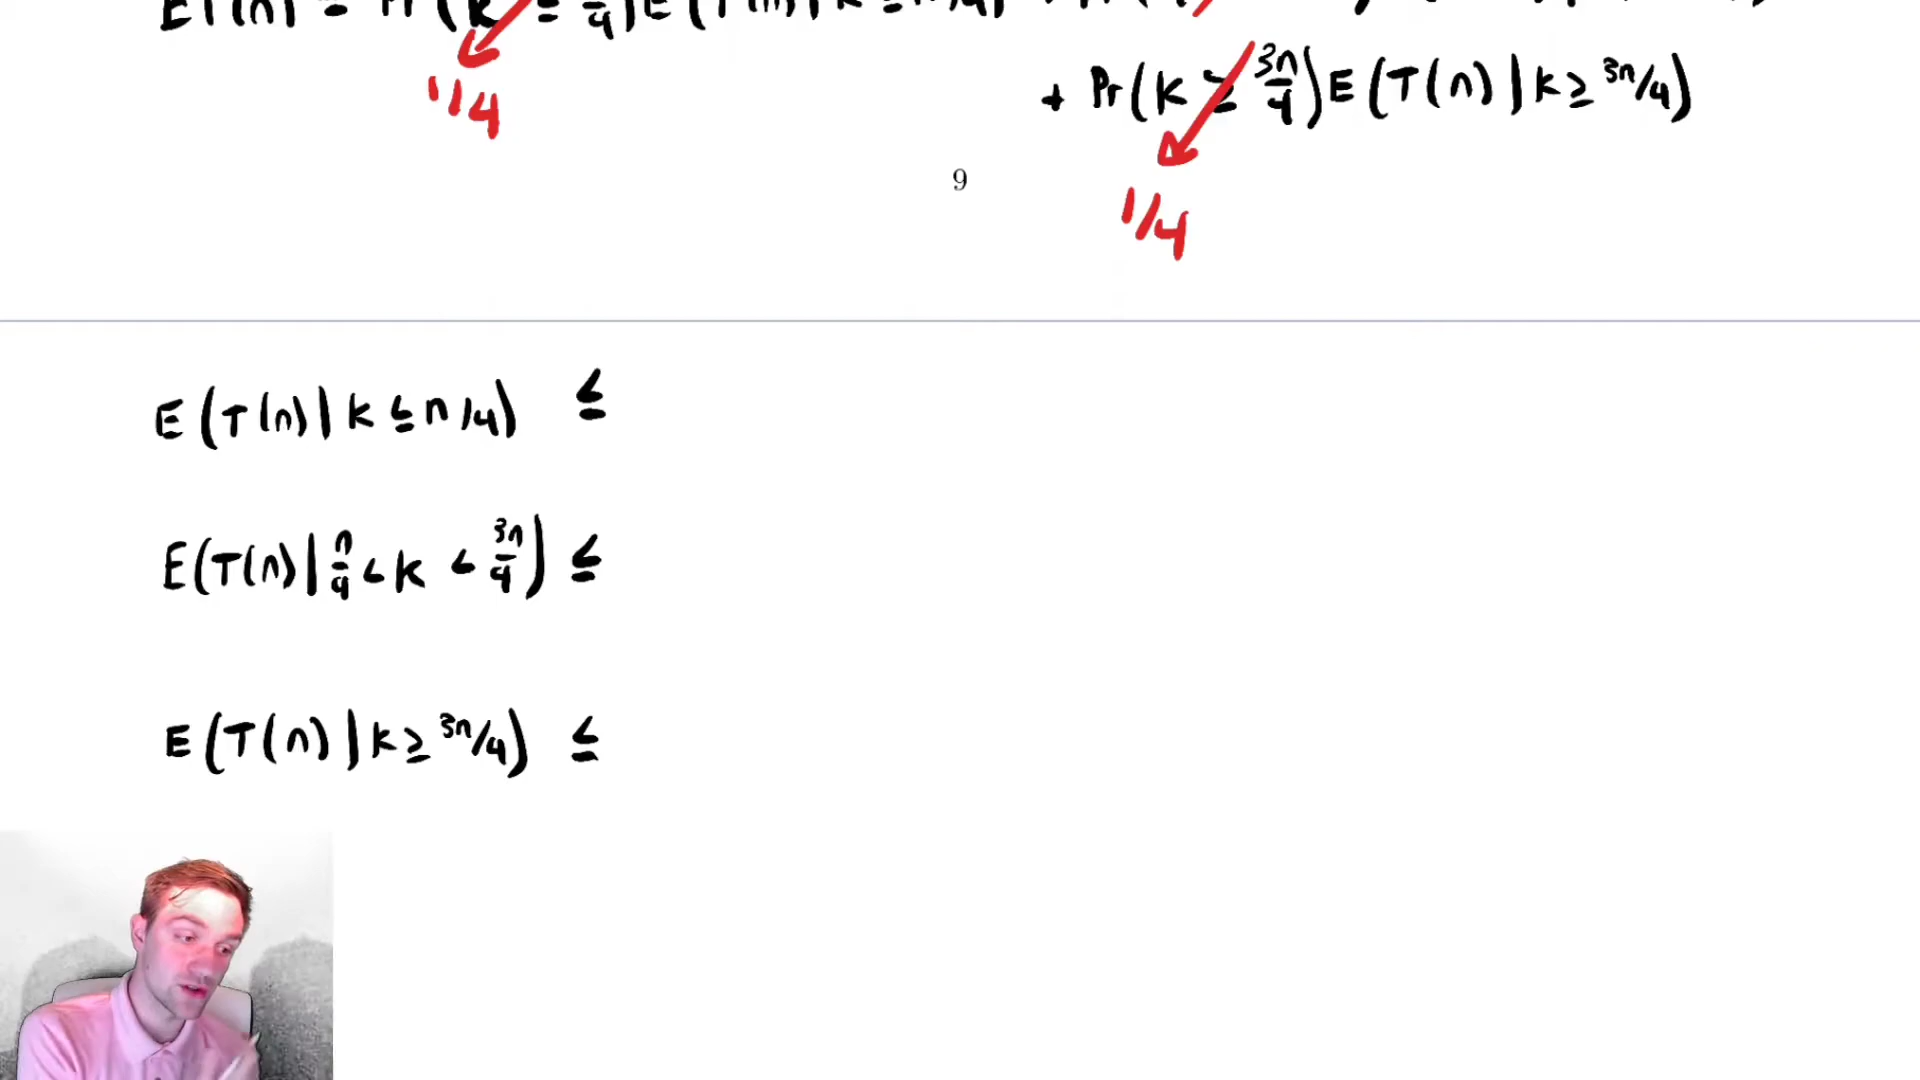 + Pr(K ≥ 3n/4) E(T(n) | K ≥ 3n/4)
1/4
9
1/4
E(T(n) | K ≤ n/4) ≤
E(T(n) | n/4 < K < 3n/4) ≤
E(T(n) | K ≥ 3n/4) ≤